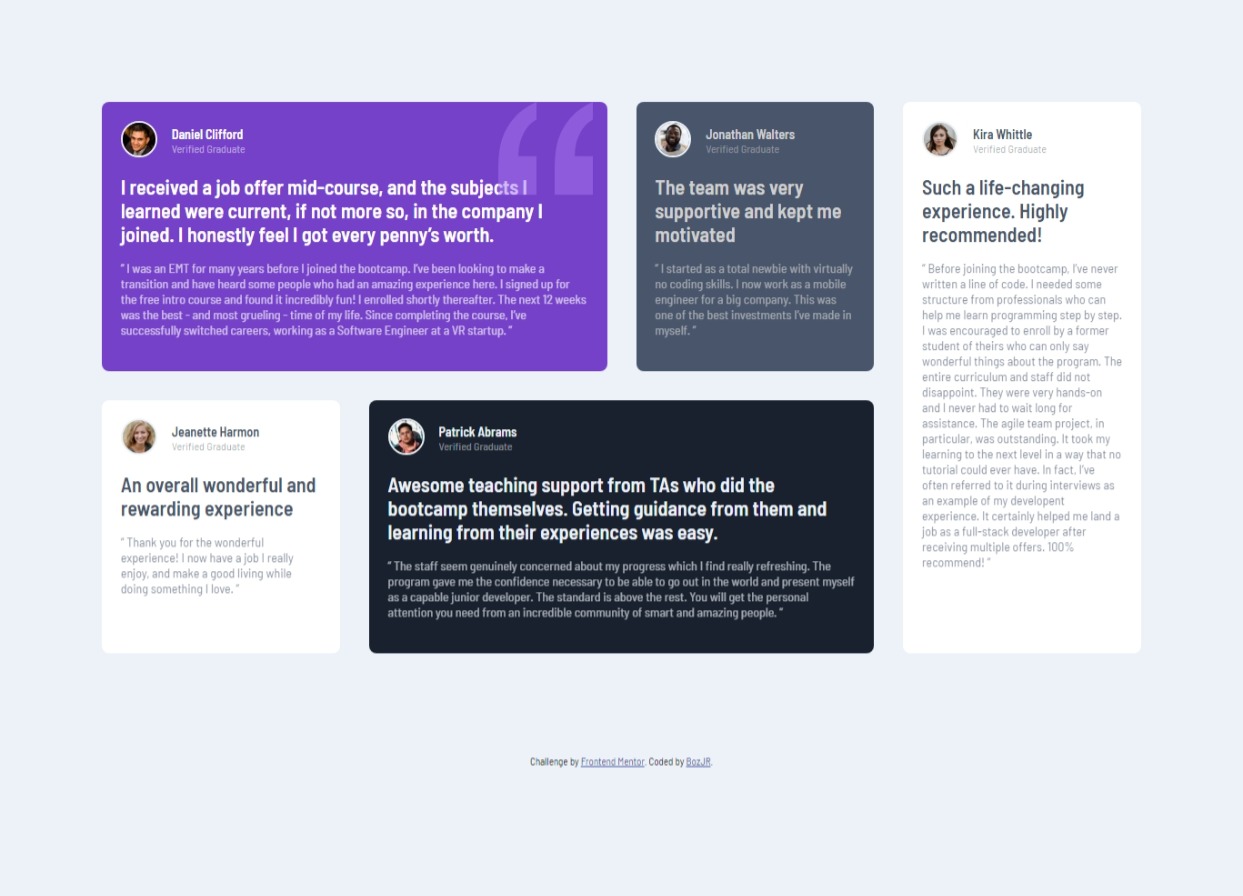 Daniel Clifford
Verified Graduate
I received a job offer mid-course, and the subjects I
learned were current, if not more so, in the company I
joined. I honestly feel I got every penny’s worth.
“ I was an EMT for many years before I joined the bootcamp. I’ve been looking to make a
transition and have heard some people who had an amazing experience here. I signed up for
the free intro course and found it incredibly fun! I enrolled shortly thereafter. The next 12 weeks
was the best - and most grueling - time of my life. Since completing the course, I’ve
successfully switched careers, working as a Software Engineer at a VR startup. ”
Jonathan Walters
Verified Graduate
The team was very
supportive and kept me
motivated
“ I started as a total newbie with virtually
no coding skills. I now work as a mobile
engineer for a big company. This was
one of the best investments I’ve made in
myself. ”
Kira Whittle
Verified Graduate
Such a life-changing
experience. Highly
recommended!
“ Before joining the bootcamp, I’ve never
written a line of code. I needed some
structure from professionals who can
help me learn programming step by step.
I was encouraged to enroll by a former
student of theirs who can only say
wonderful things about the program. The
entire curriculum and staff did not
disappoint. They were very hands-on
and I never had to wait long for
assistance. The agile team project, in
particular, was outstanding. It took my
learning to the next level in a way that no
tutorial could ever have. In fact, I’ve
often referred to it during interviews as
an example of my developent
experience. It certainly helped me land a
job as a full-stack developer after
receiving multiple offers. 100%
recommend! ”
Jeanette Harmon
Verified Graduate
An overall wonderful and
rewarding experience
“ Thank you for the wonderful
experience! I now have a job I really
enjoy, and make a good living while
doing something I love. ”
Patrick Abrams
Verified Graduate
Awesome teaching support from TAs who did the
bootcamp themselves. Getting guidance from them and
learning from their experiences was easy.
“ The staff seem genuinely concerned about my progress which I find really refreshing. The
program gave me the confidence necessary to be able to go out in the world and present myself
as a capable junior developer. The standard is above the rest. You will get the personal
attention you need from an incredible community of smart and amazing people. ”
Challenge by Frontend Mentor. Coded by BozJR.